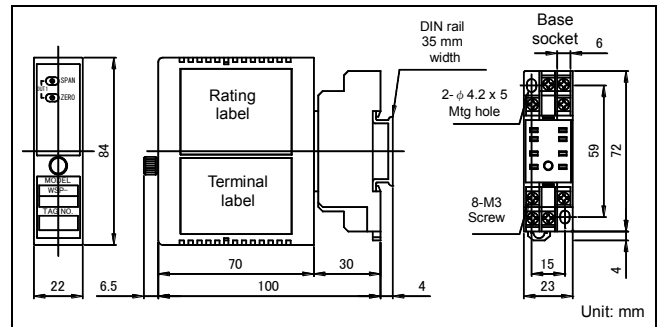 SPAN
OUT1
ZERO
MODEL
WSP-
TAG NO.
22
84
Rating
label
Terminal
label
6.5
70
30
100
4
DIN rail
35 mm
width
Base
socket
6
2- φ 4.2 x 5
Mtg hole
8-M3
Screw
59
72
4
15
23
Unit: mm